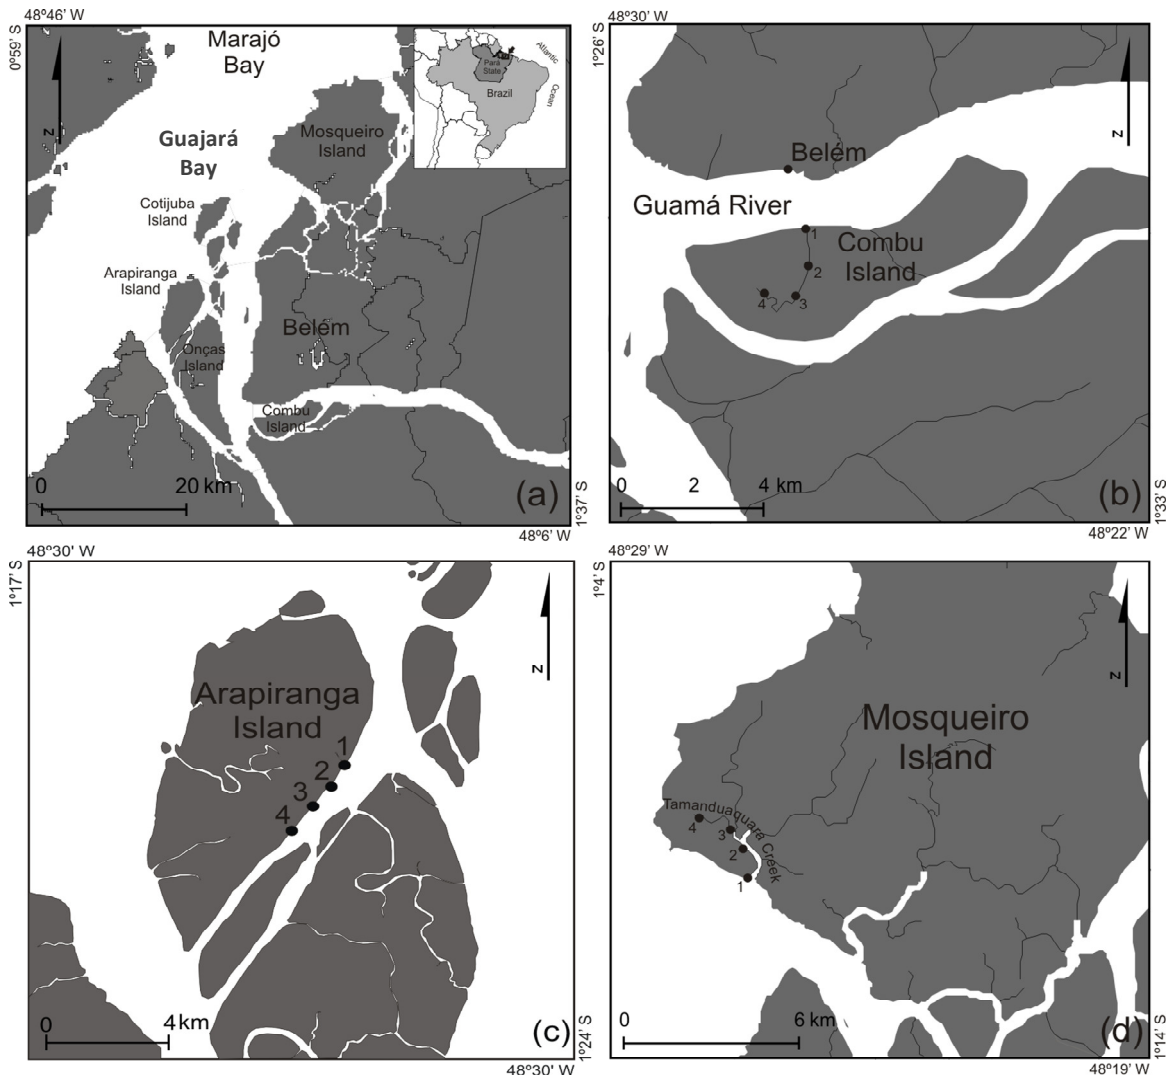 48º46' W
0º59' S
Marajó
Bay
Guajará
Bay
Mosqueiro
Island
Cotijuba
Island
Arapiranga
Island
Onças
Island
Belém
Combu
Island
Pará
State
Brazil
Atlantic
Ocean
N
0 20 km
(a)
1º37' S
48º6' W
48º30' W
1º26' S
N
Belém
Guamá River
Combu
Island
1
2
3
4
0 2 4 km
(b)
1º33' S
48º22' W
48º30' W
1º17' S
N
Arapiranga
Island
1
2
3
4
0 4 km
(c)
1º24' S
48º30' W
48º29' W
1º4' S
N
Mosqueiro
Island
Tamanduaquara Creek
4
3
2
1
0 6 km
(d)
1º14' S
48º19' W